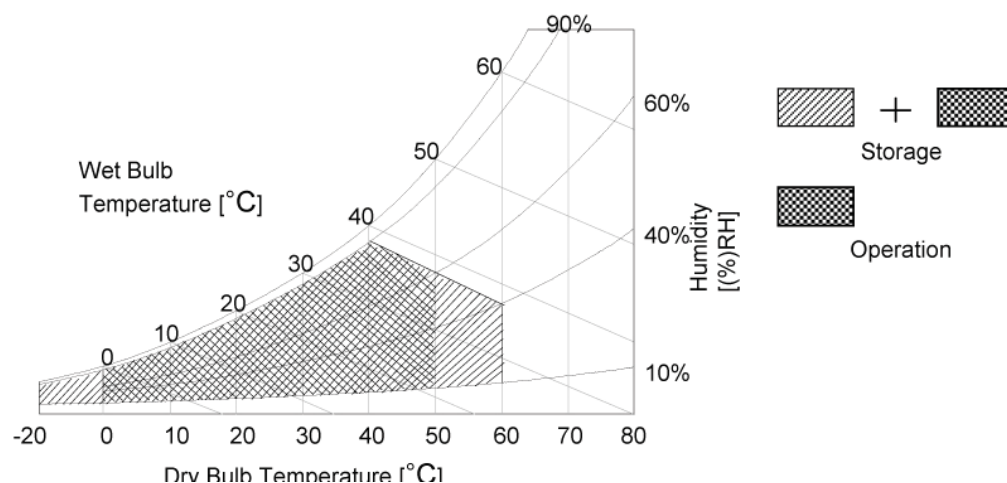 90%
60
60%
50
Wet Bulb
Temperature [°C]
40
40%
30
20
10
0
10%
Humidity
[(%)RH]
-20 0 10 20 30 40 50 60 70 80
Dry Bulb Temperature [°C]
+
Storage
Operation